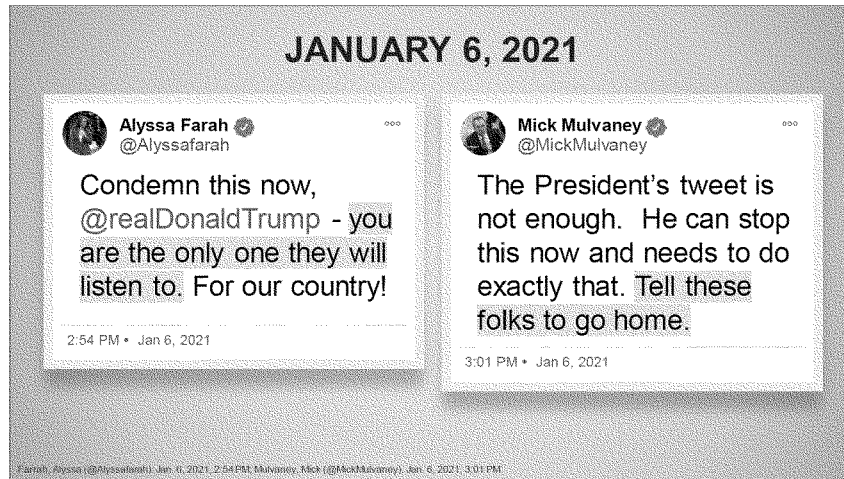 JANUARY 6, 2021
Alyssa Farah
@Alyssafarah
Condemn this now,
@realDonaldTrump - you
are the only one they will
listen to. For our country!
2:54 PM • Jan 6, 2021
Mick Mulvaney
@MickMulvaney
The President's tweet is
not enough. He can stop
this now and needs to do
exactly that. Tell these
folks to go home.
3:01 PM • Jan 6, 2021
Farrah, Alyssa (@Alyssafarah). Jan. 6, 2021, 2:54 PM; Mulvaney, Mick (@MickMulvaney). Jan. 6, 2021, 3:01 PM